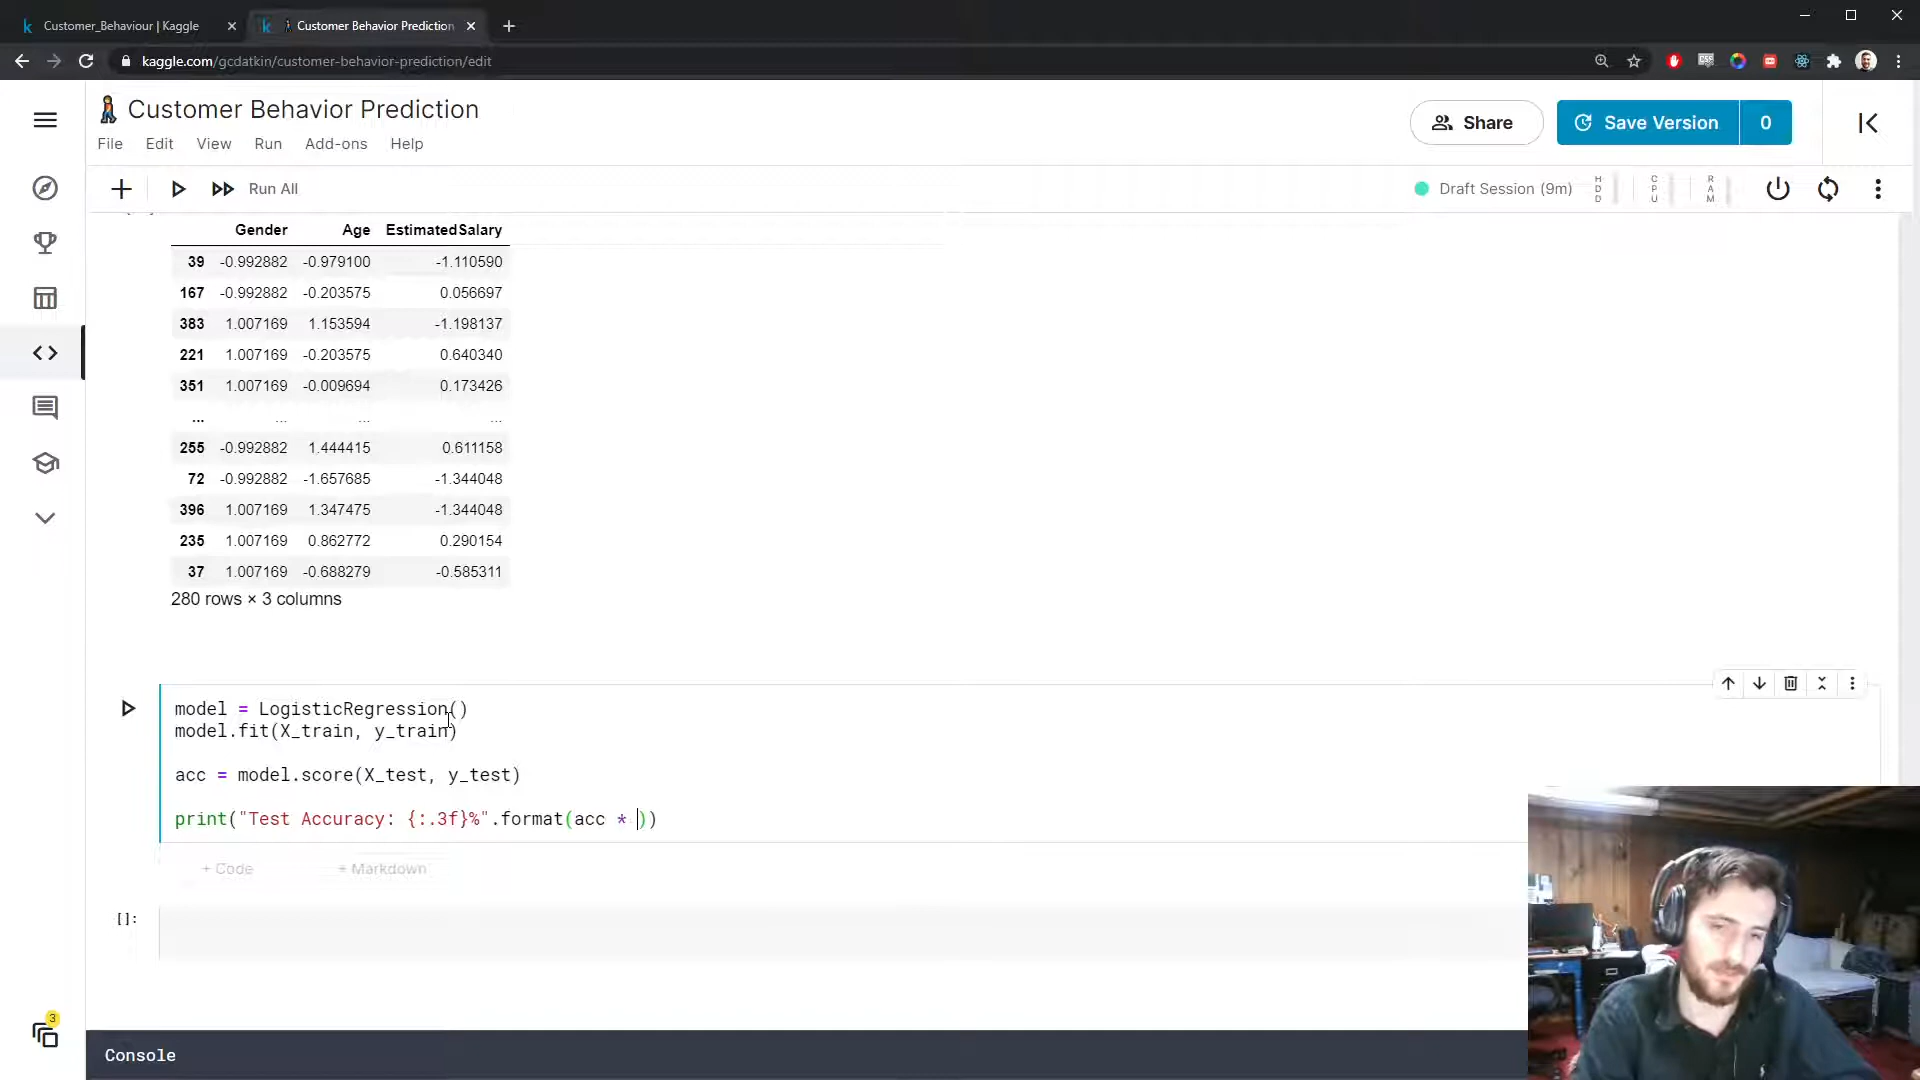 Customer_Behaviour | Kaggle
Customer Behavior Prediction
kaggle.com/gcdatkin/customer-behavior-prediction/edit
Customer Behavior Prediction
File Edit View Run Add-ons Help
Share
Save Version 0
Run All
Draft Session (9m)
HDD
CPU
RAM
Gender Age EstimatedSalary
39 -0.992882 -0.979100 -1.110590
167 -0.992882 -0.203575 0.056697
383 1.007169 1.153594 -1.198137
221 1.007169 -0.203575 0.640340
351 1.007169 -0.009694 0.173426
... ... ... ...
255 -0.992882 1.444415 0.611158
72 -0.992882 -1.657685 -1.344048
396 1.007169 1.347475 -1.344048
235 1.007169 0.862772 0.290154
37 1.007169 -0.688279 -0.585311
280 rows × 3 columns
model = LogisticRegression()
model.fit(X_train, y_train)
acc = model.score(X_test, y_test)
print("Test Accuracy: {:.3f}%".format(acc * ))
+ Code + Markdown
[]:
3
Console